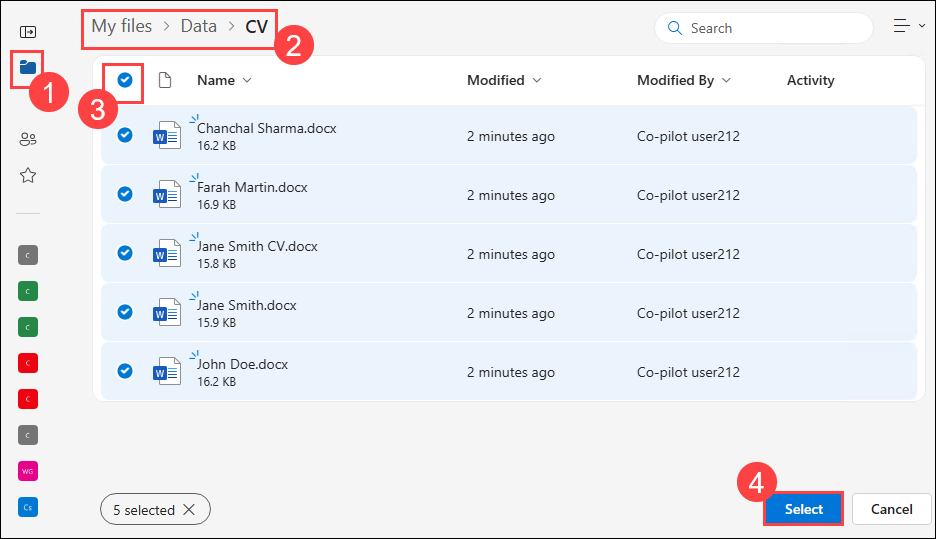 My files > Data > CV
2
Search
1
3
Name
Modified
Modified By
Activity
W
Chanchal Sharma.docx
16.2 KB
2 minutes ago
Co-pilot user212
W
Farah Martin.docx
16.9 KB
2 minutes ago
Co-pilot user212
W
Jane Smith CV.docx
15.8 KB
2 minutes ago
Co-pilot user212
W
Jane Smith.docx
15.9 KB
2 minutes ago
Co-pilot user212
W
John Doe.docx
16.2 KB
2 minutes ago
Co-pilot user212
C
C
C
C
C
C
WG
Cs
5 selected
4
Select
Cancel